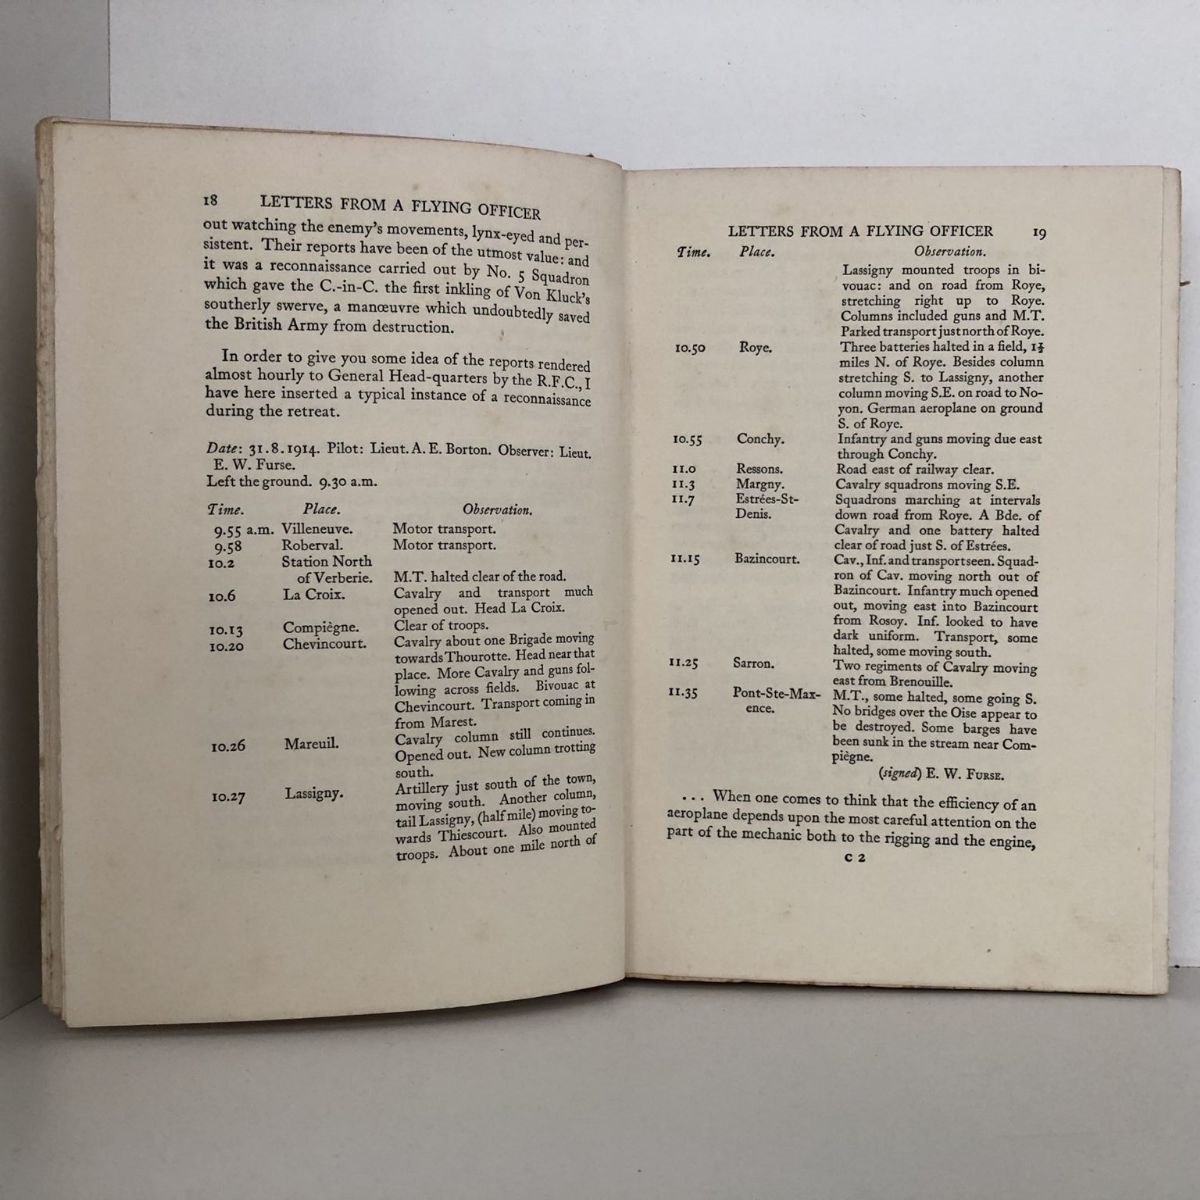 18 LETTERS FROM A FLYING OFFICER
out watching the enemy's movements, lynx-eyed and per-
sistent. Their reports have been of the utmost value: and
it was a reconnaissance carried out by No. 5 Squadron
which gave the C.-in-C. the first inkling of Von Kluck's
southerly swerve, a manœuvre which undoubtedly saved
the British Army from destruction.
In order to give you some idea of the reports rendered
almost hourly to General Head-quarters by the R.F.C., I
have here inserted a typical instance of a reconnaissance
during the retreat.
Date: 31.8.1914. Pilot: Lieut. A. E. Borton. Observer: Lieut.
E. W. Furse.
Left the ground. 9.30 a.m.
Time. Place. Observation.
9.55 a.m. Villeneuve. Motor transport.
9.58 Roberval. Motor transport.
10.2 Station North
of Verberie. M.T. halted clear of the road.
10.6 La Croix. Cavalry and transport much
opened out. Head La Croix.
10.13 Compiègne. Clear of troops.
10.20 Chevincourt. Cavalry about one Brigade moving
towards Thourotte. Head near that
place. More Cavalry and guns fol-
lowing across fields. Bivouac at
Chevincourt. Transport coming in
from Marest.
10.26 Mareuil. Cavalry column still continues.
Opened out. New column trotting
south.
10.27 Lassigny. Artillery just south of the town,
moving south. Another column,
tail Lassigny, (half mile) moving to-
wards Thiescourt. Also mounted
troops. About one mile north of
LETTERS FROM A FLYING OFFICER 19
Time. Place. Observation.
Lassigny mounted troops in bi-
vouac: and on road from Roye,
stretching right up to Roye.
Columns included guns and M.T.
Parked transport just north of Roye.
10.50 Roye. Three batteries halted in a field, 1½
miles N. of Roye. Besides column
stretching S. to Lassigny, another
column moving S.E. on road to No-
yon. German aeroplane on ground
S. of Roye.
10.55 Conchy. Infantry and guns moving due east
through Conchy.
11.0 Ressons. Road east of railway clear.
11.3 Margny. Cavalry squadrons moving S.E.
11.7 Estrées-St- Squadrons marching at intervals
Denis. down road from Roye. A Bde. of
Cavalry and one battery halted
clear of road just S. of Estrées.
11.15 Bazincourt. Cav., Inf. and transport seen. Squad-
ron of Cav. moving north out of
Bazincourt. Infantry much opened
out, moving east into Bazincourt
from Rosoy. Inf. looked to have
dark uniform. Transport, some
halted, some moving south.
11.25 Sarron. Two regiments of Cavalry moving
east from Brenouille.
11.35 Pont-Ste-Max- M.T., some halted, some going S.
ence. No bridges over the Oise appear to
be destroyed. Some barges have
been sunk in the stream near Com-
piègne.
(signed) E. W. FURSE.
... When one comes to think that the efficiency of an
aeroplane depends upon the most careful attention on the
part of the mechanic both to the rigging and the engine,
C 2